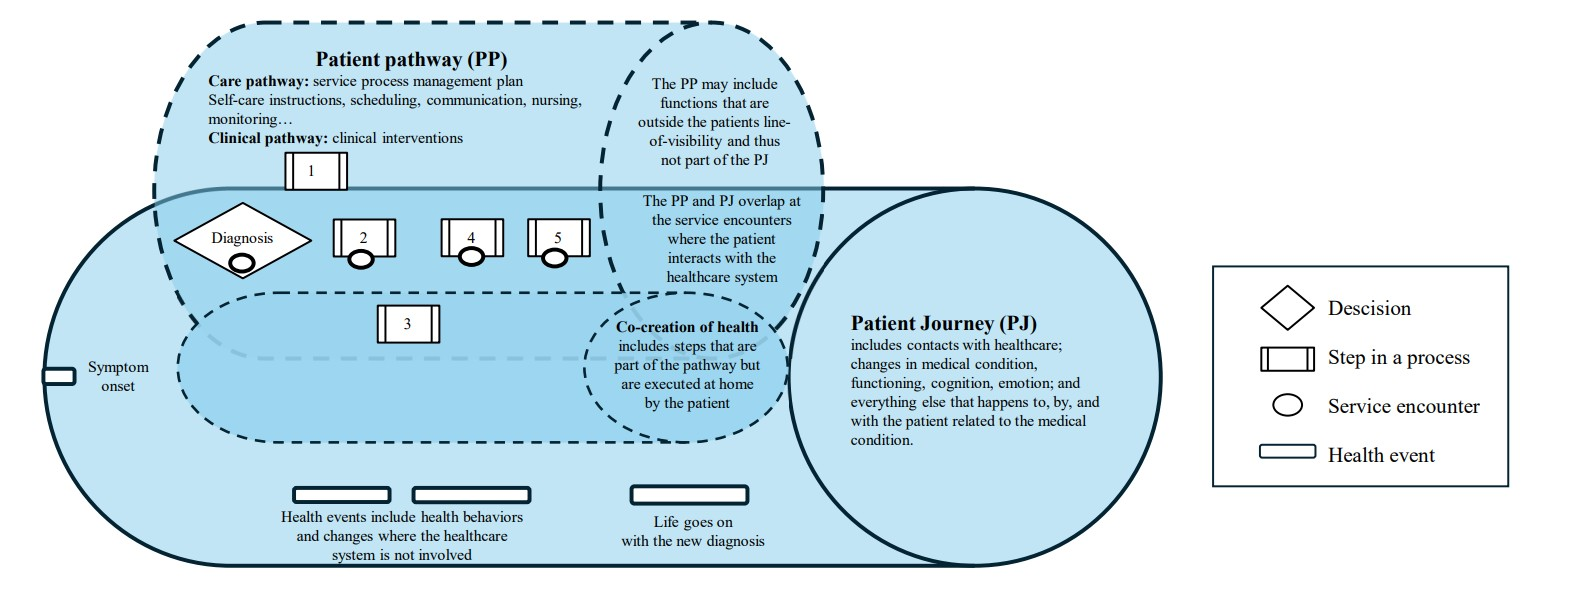 Patient pathway (PP)
Care pathway: service process management plan
Self-care instructions, scheduling, communication, nursing,
monitoring…
Clinical pathway: clinical interventions
1
The PP may include
functions that are
outside the patients line-
of-visibility and thus
not part of the PJ
Diagnosis
2
4
5
The PP and PJ overlap at
the service encounters
where the patient
interacts with the
healthcare system
3
Co-creation of health
includes steps that are
part of the pathway but
are executed at home
by the patient
Symptom
onset
Patient Journey (PJ)
includes contacts with healthcare;
changes in medical condition,
functioning, cognition, emotion; and
everything else that happens to, by, and
with the patient related to the medical
condition.
Health events include health behaviors
and changes where the healthcare
system is not involved
Life goes on
with the new diagnosis
Descision
Step in a process
Service encounter
Health event